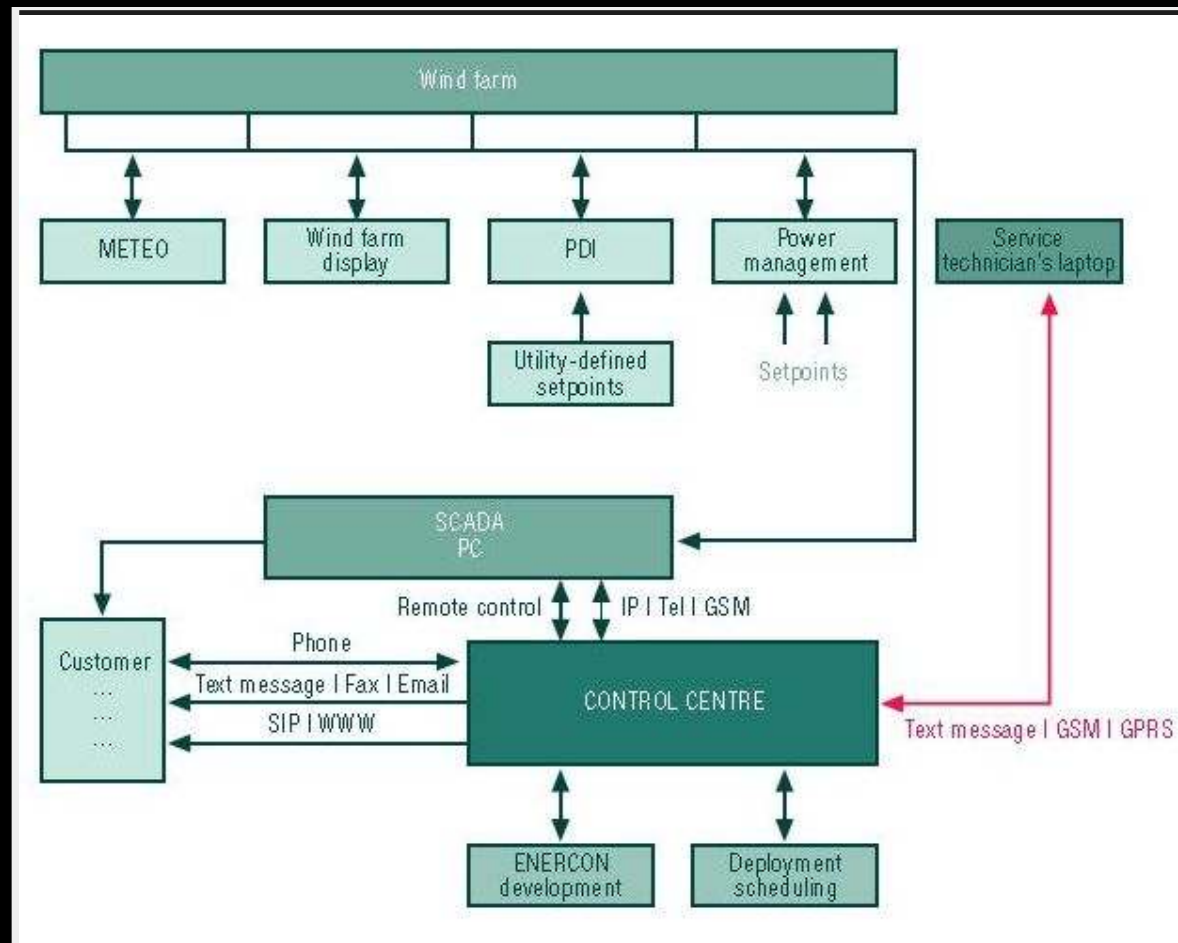 Wind farm
METEO
Wind farm
display
PDI
Power
management
Service
technician's laptop
Utility-defined
setpoints
Setpoints
SCADA
PC
Remote control
IP | Tel | GSM
Customer
...
...
...
Phone
Text message | Fax | Email
SIP | WWW
CONTROL CENTRE
Text message | GSM | GPRS
ENERCON
development
Deployment
scheduling